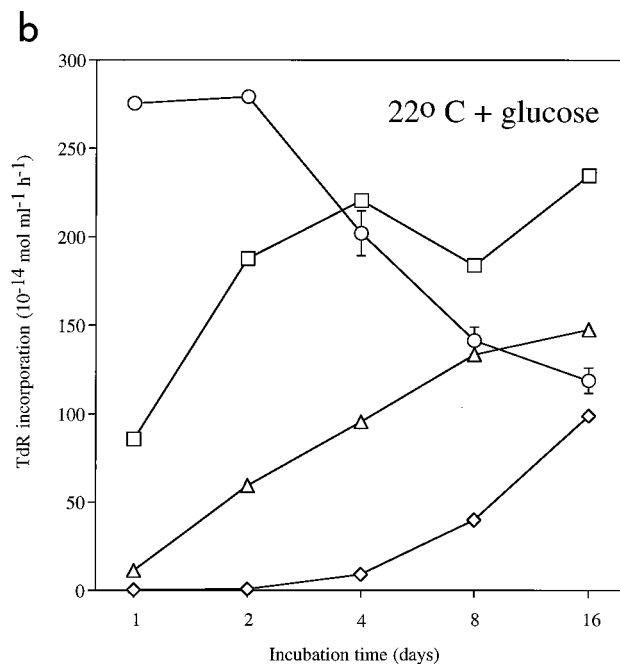 b
300
22º C + glucose
250
200
150
100
50
0
TdR incorporation (10⁻¹⁴ mol ml⁻¹ h⁻¹)
1 2 4 8 16
Incubation time (days)